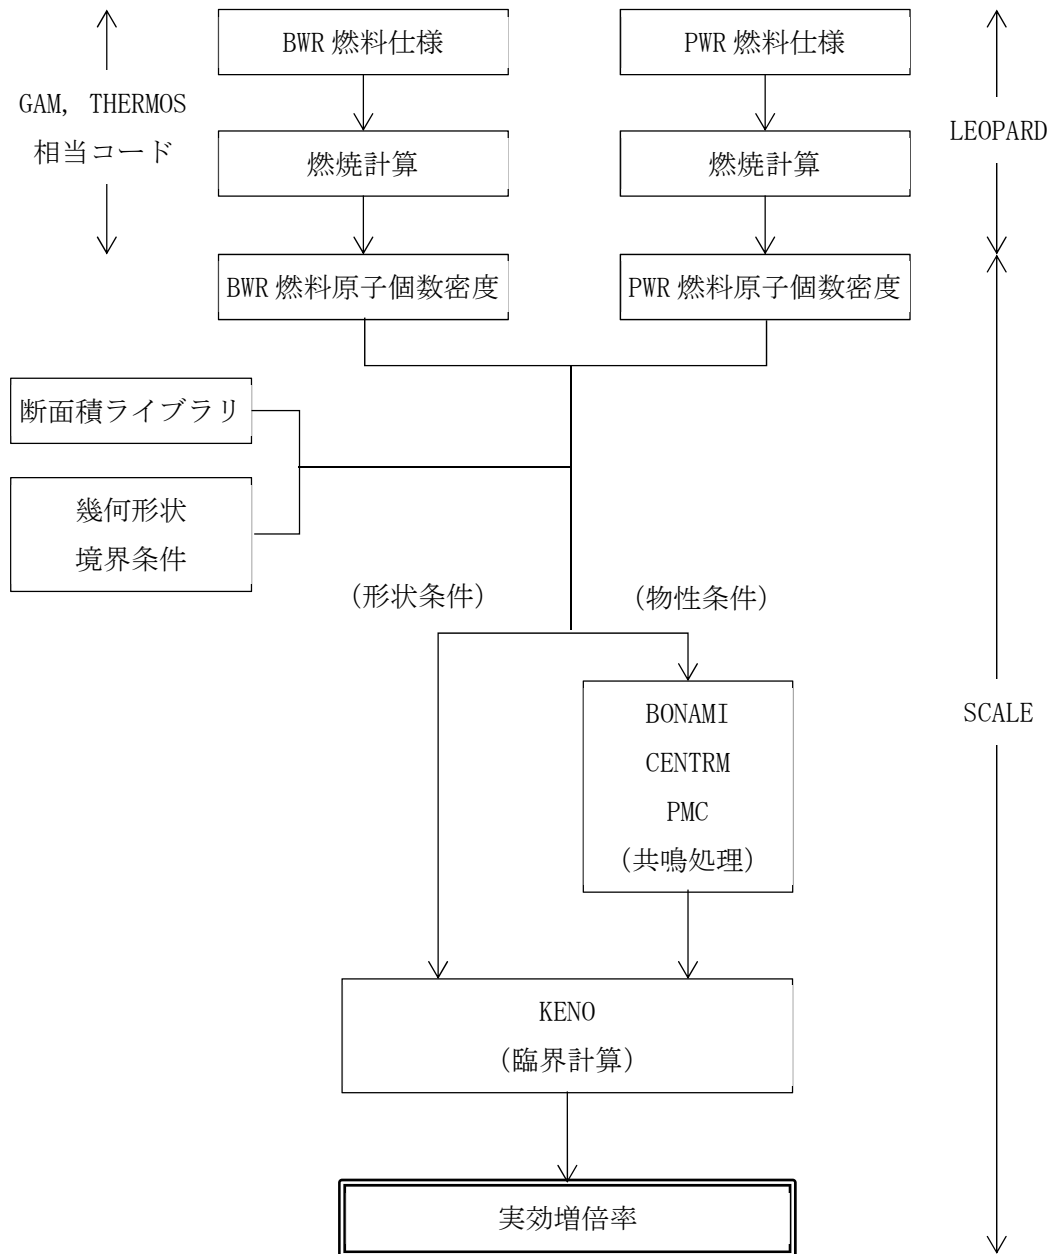 BWR 燃料仕様
PWR 燃料仕様
GAM, THERMOS
相当コード
LEOPARD
燃焼計算
燃焼計算
BWR 燃料原子個数密度
PWR 燃料原子個数密度
断面積ライブラリ
幾何形状
境界条件
(形状条件)
(物性条件)
BONAMI
CENTRM
PMC
(共鳴処理)
SCALE
KENO
(臨界計算)
実効増倍率